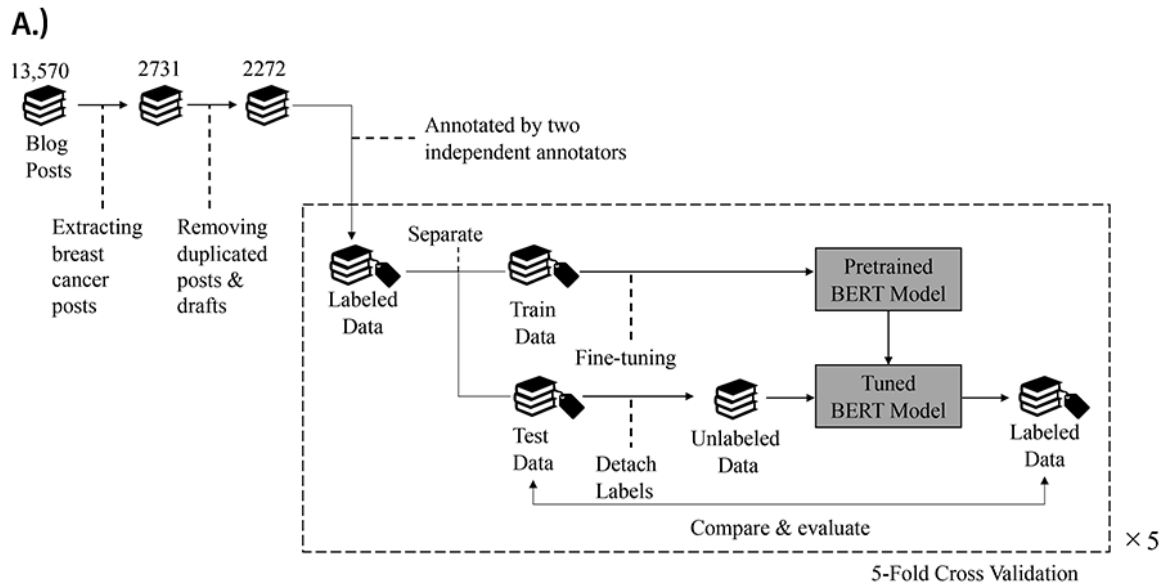 A.)
13,570
2731
2272
Blog
Posts
Extracting
breast
cancer
posts
Removing
duplicated
posts &
drafts
Annotated by two
independent annotators
Separate
Labeled
Data
Train
Data
Fine-tuning
Pretrained
BERT Model
Test
Data
Detach
Labels
Unlabeled
Data
Tuned
BERT Model
Labeled
Data
Compare & evaluate
× 5
5-Fold Cross Validation